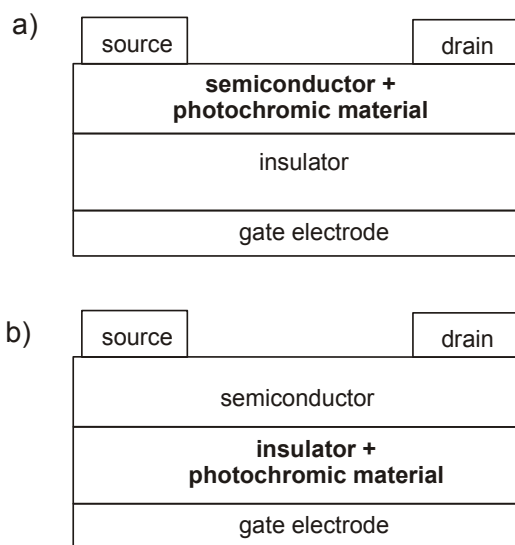 a)
source
drain
semiconductor +
photochromic material
insulator
gate electrode
b)
source
drain
semiconductor
insulator +
photochromic material
gate electrode